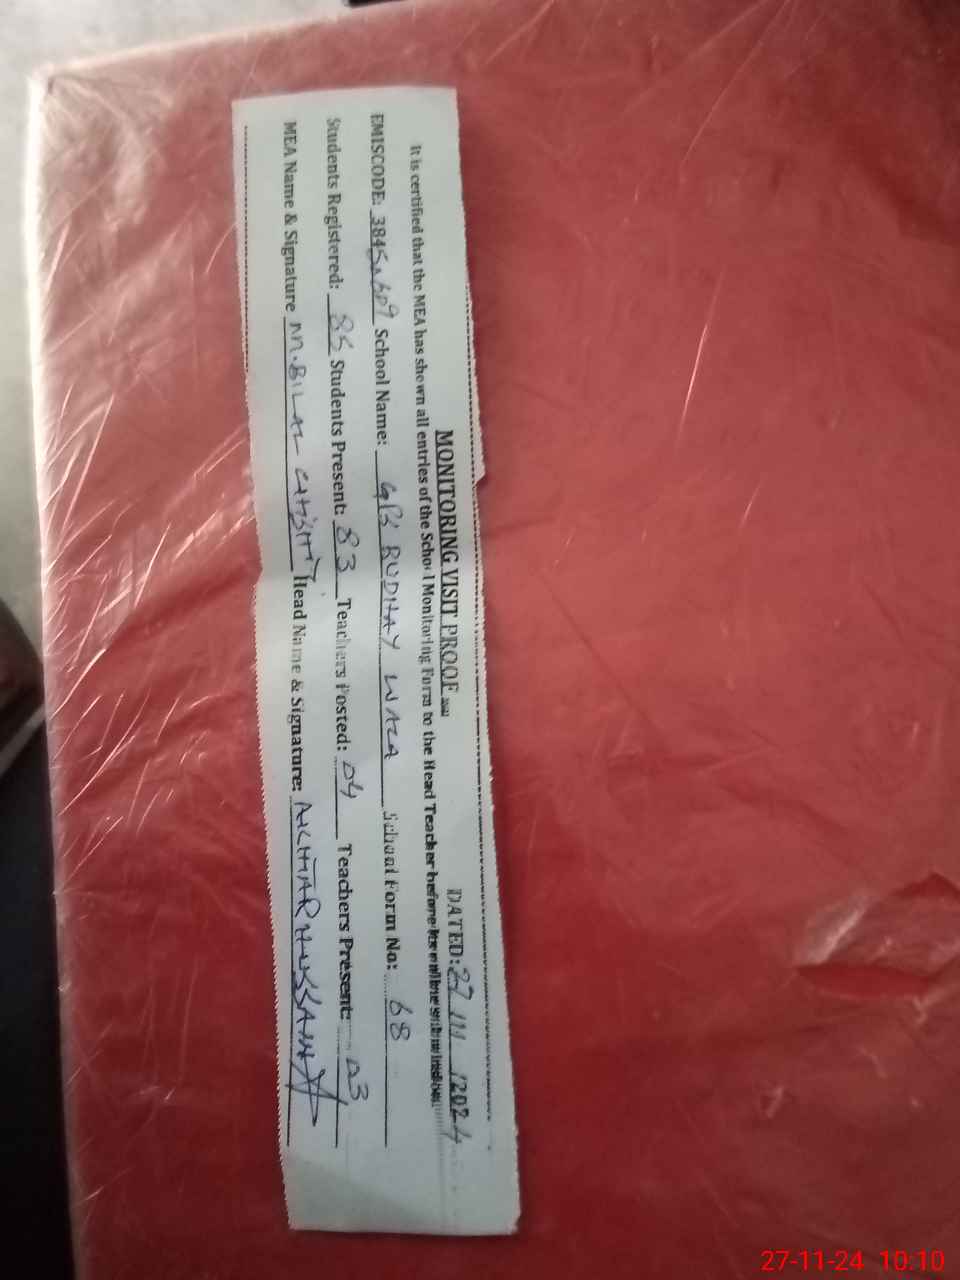 MONITORING VISIT PROOF DATED: 27/11/2024
It is certified that the MEA has shown all entries of the School Monitoring Form to the Head Teacher before
EMISCODE: School Name: GPS RUDHAY WALA School Form No: 68
Students Registered: 85 Students Present: 83 Teachers Posted: 04 Teachers Present: 03
MEA Name & Signature M. BILAL CHISHTI Head Name & Signature: AKHTAR HUSSAIN
27-11-24 10:10